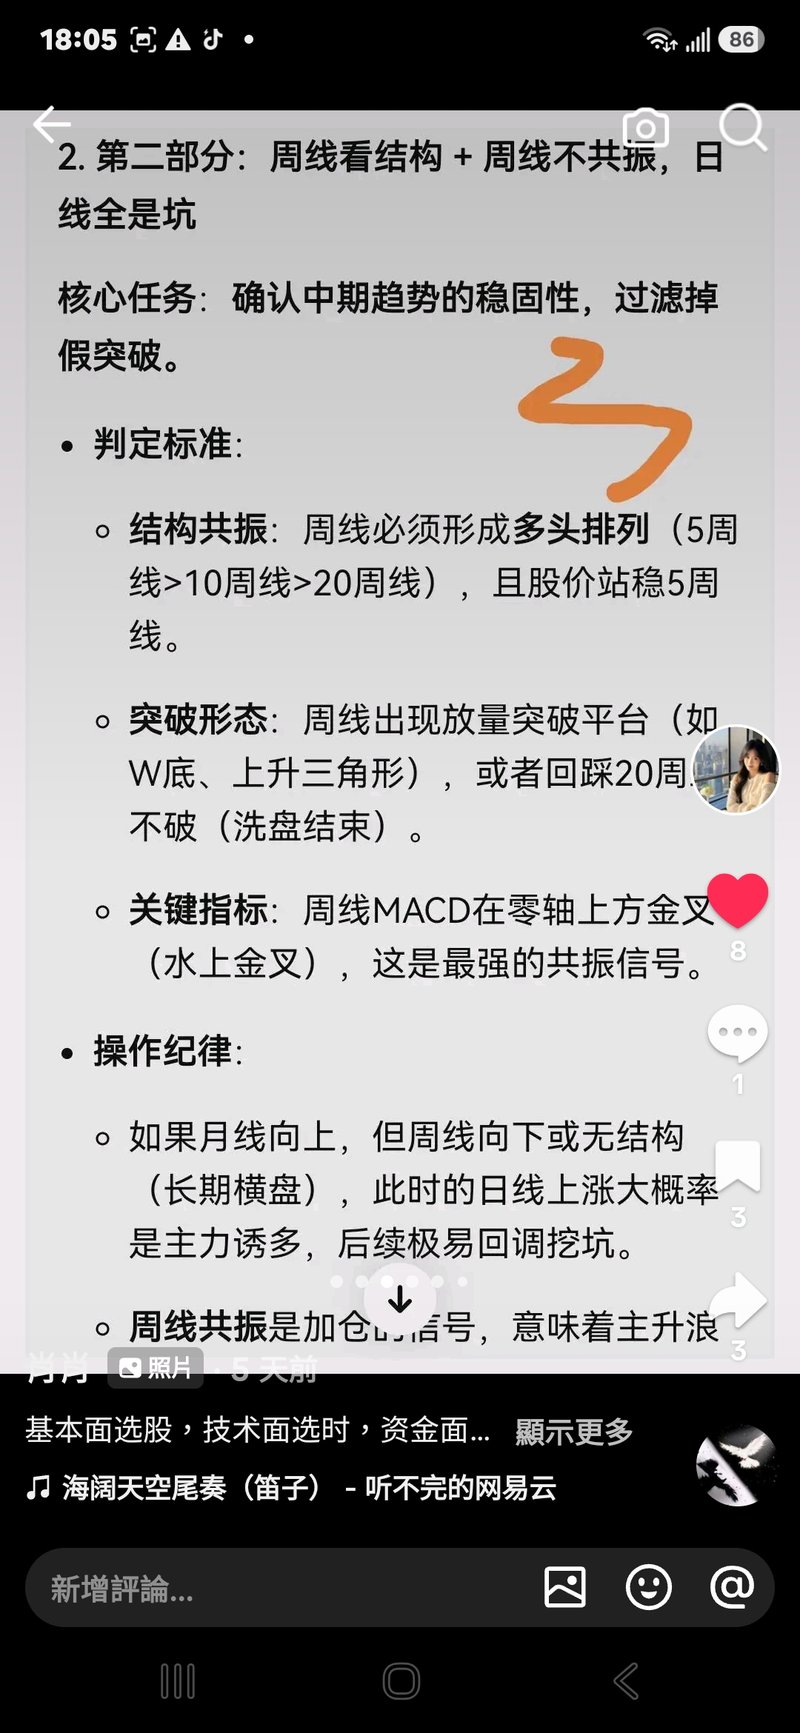 18:05
86
2. 第二部分：周线看结构 + 周线不共振，日
线全是坑
核心任务：确认中期趋势的稳固性，过滤掉
假突破。
• 判定标准：
结构共振：周线必须形成多头排列（5周
线>10周线>20周线），且股价站稳5周
线。
突破形态：周线出现放量突破平台（如
W底、上升三角形），或者回踩20周
不破（洗盘结束）。
关键指标：周线MACD在零轴上方金叉
（水上金叉），这是最强的共振信号。
8
1
• 操作纪律：
如果月线向上，但周线向下或无结构
（长期横盘），此时的日线上涨大概率
是主力诱多，后续极易回调挖坑。
3
周线共振是加仓的信号，意味着主升浪
3
肖肖 照片 · 5 天前
基本面选股，技术面选时，资金面... 顯示更多
海阔天空尾奏（笛子） - 听不完的网易云
新增評論...